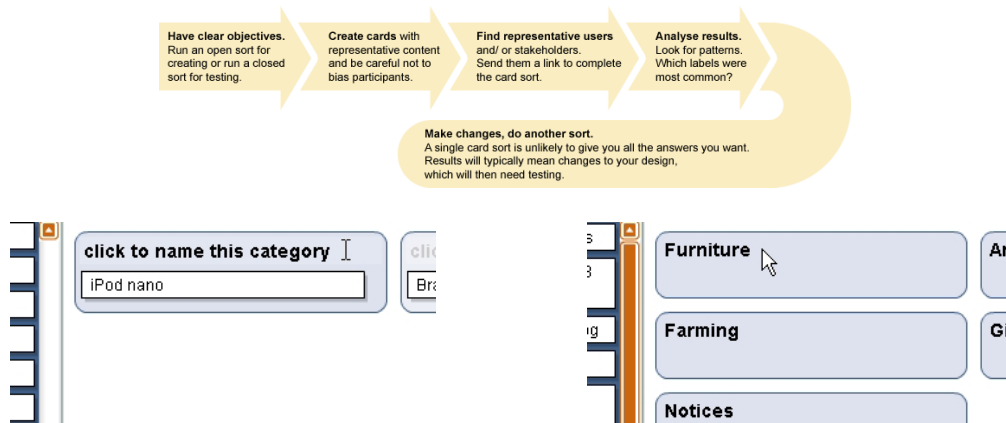 Have clear objectives.
Run an open sort for
creating or run a closed
sort for testing.
Create cards with
representative content
and be careful not to
bias participants.
Find representative users
and/ or stakeholders.
Send them a link to complete
the card sort.
Analyse results.
Look for patterns.
Which labels were
most common?
Make changes, do another sort.
A single card sort is unlikely to give you all the answers you want.
Results will typically mean changes to your design,
which will then need testing.
click to name this category
iPod nano
Furniture
Farming
Notices